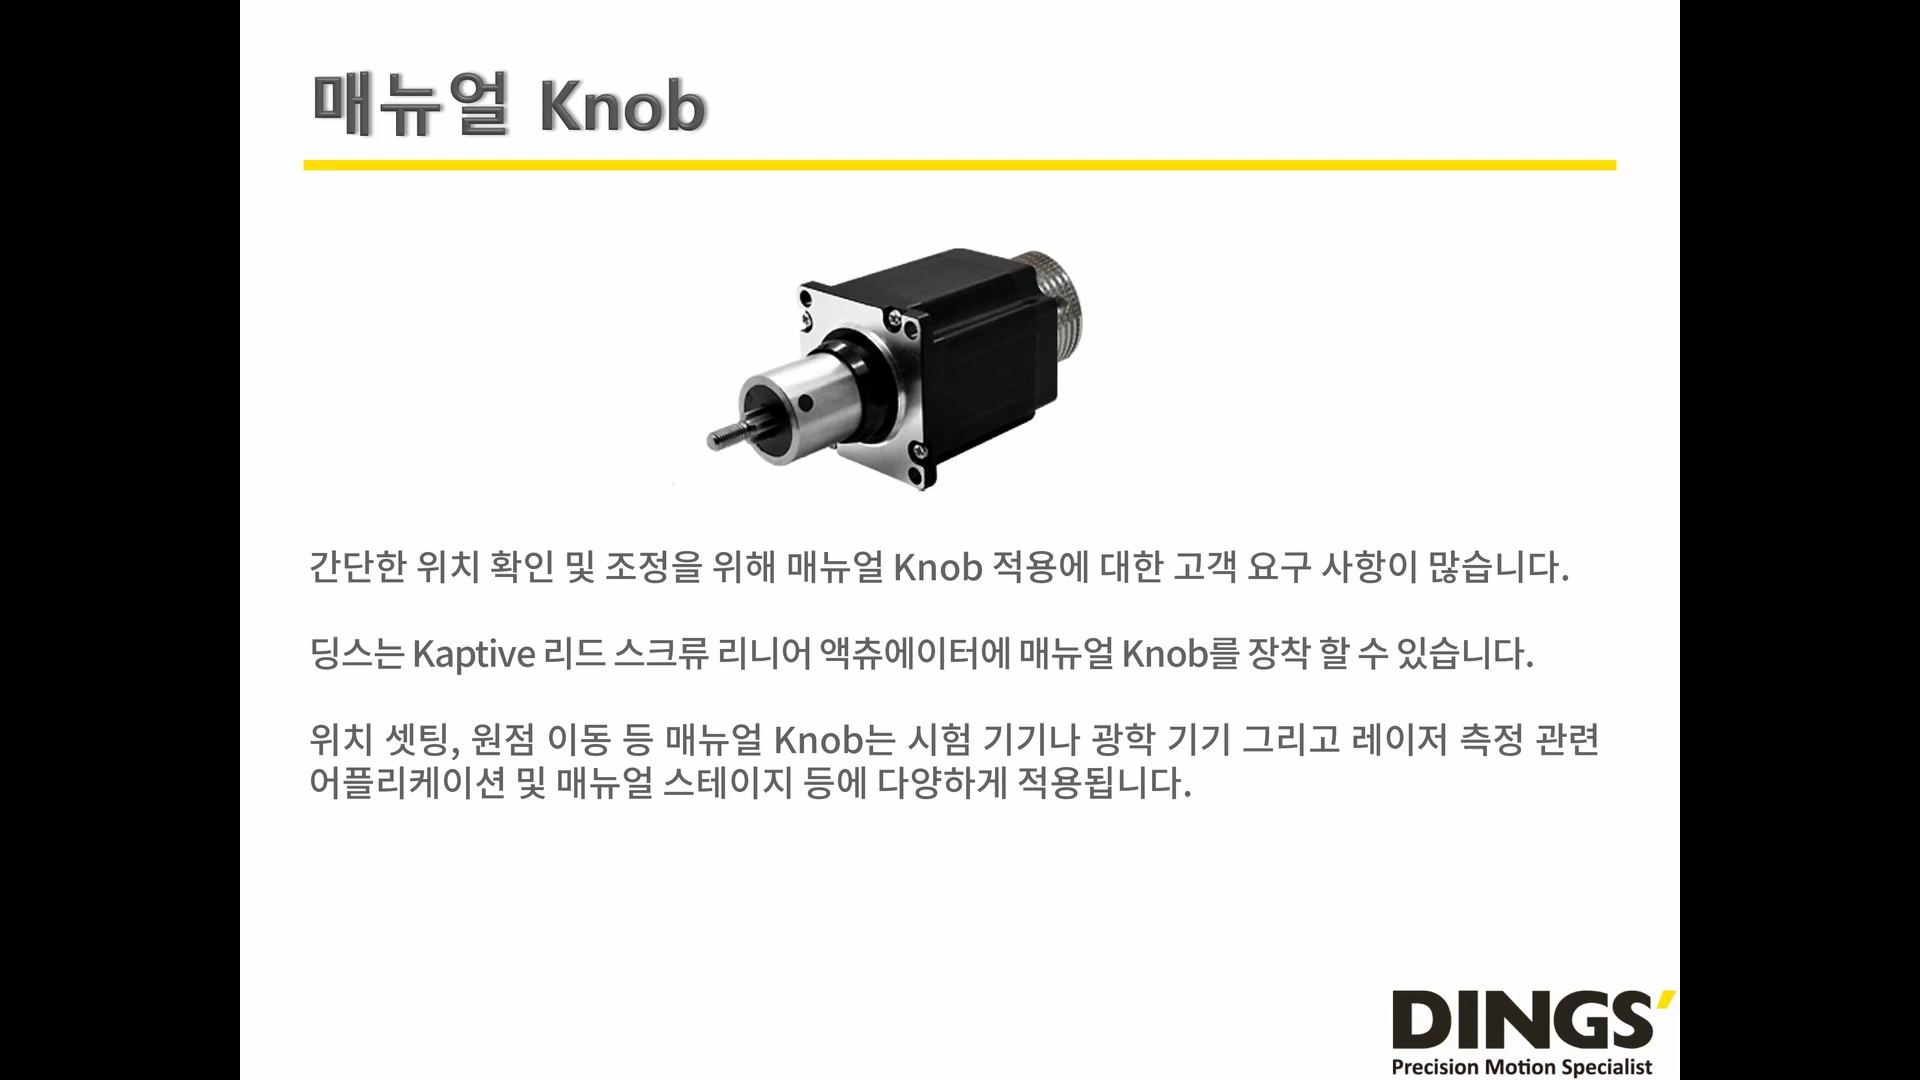 매뉴얼 Knob
간단한 위치 확인 및 조정을 위해 매뉴얼 Knob 적용에 대한 고객 요구 사항이 많습니다.
딩스는 Kaptive 리드 스크류 리니어 액츄에이터에 매뉴얼 Knob를 장착 할 수 있습니다.
위치 셋팅, 원점 이동 등 매뉴얼 Knob는 시험 기기나 광학 기기 그리고 레이저 측정 관련
어플리케이션 및 매뉴얼 스테이지 등에 다양하게 적용됩니다.
DINGS'
Precision Motion Specialist